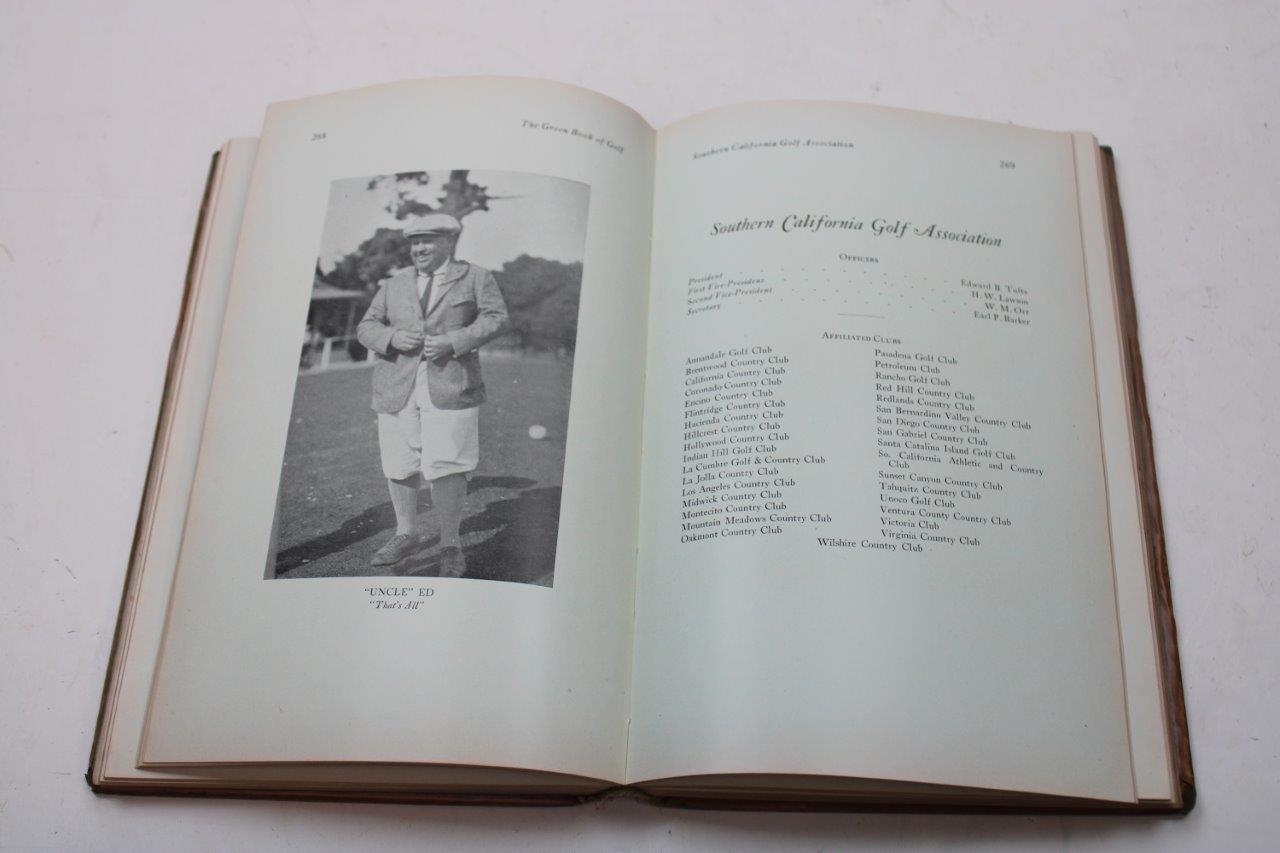 268
The Green Book of Golf
"UNCLE" ED
"That's All"
Southern California Golf Association
269
Southern California Golf Association
OFFICERS
President . . . . . . . . . . Edward B. Tufts
First Vice-President . . . . . . . . . . H. W. Lawson
Second Vice-President . . . . . . . . . . W. M. Orr
Secretary . . . . . . . . . . Earl P. Barker
AFFILIATED CLUBS
Annandale Golf Club
Brentwood Country Club
California Country Club
Coronado Country Club
Encino Country Club
Flintridge Country Club
Hacienda Country Club
Hillcrest Country Club
Hollywood Country Club
Indian Hill Golf Club
La Cumbre Golf & Country Club
La Jolla Country Club
Los Angeles Country Club
Midwick Country Club
Montecito Country Club
Mountain Meadows Country Club
Oakmont Country Club
Pasadena Golf Club
Petroleum Club
Rancho Golf Club
Red Hill Country Club
Redlands Country Club
San Bernardino Valley Country Club
San Diego Country Club
San Gabriel Country Club
Santa Catalina Island Golf Club
So. California Athletic and Country
Club
Sunset Canyon Country Club
Tahquitz Country Club
Unoco Golf Club
Ventura County Country Club
Victoria Club
Virginia Country Club
Wilshire Country Club